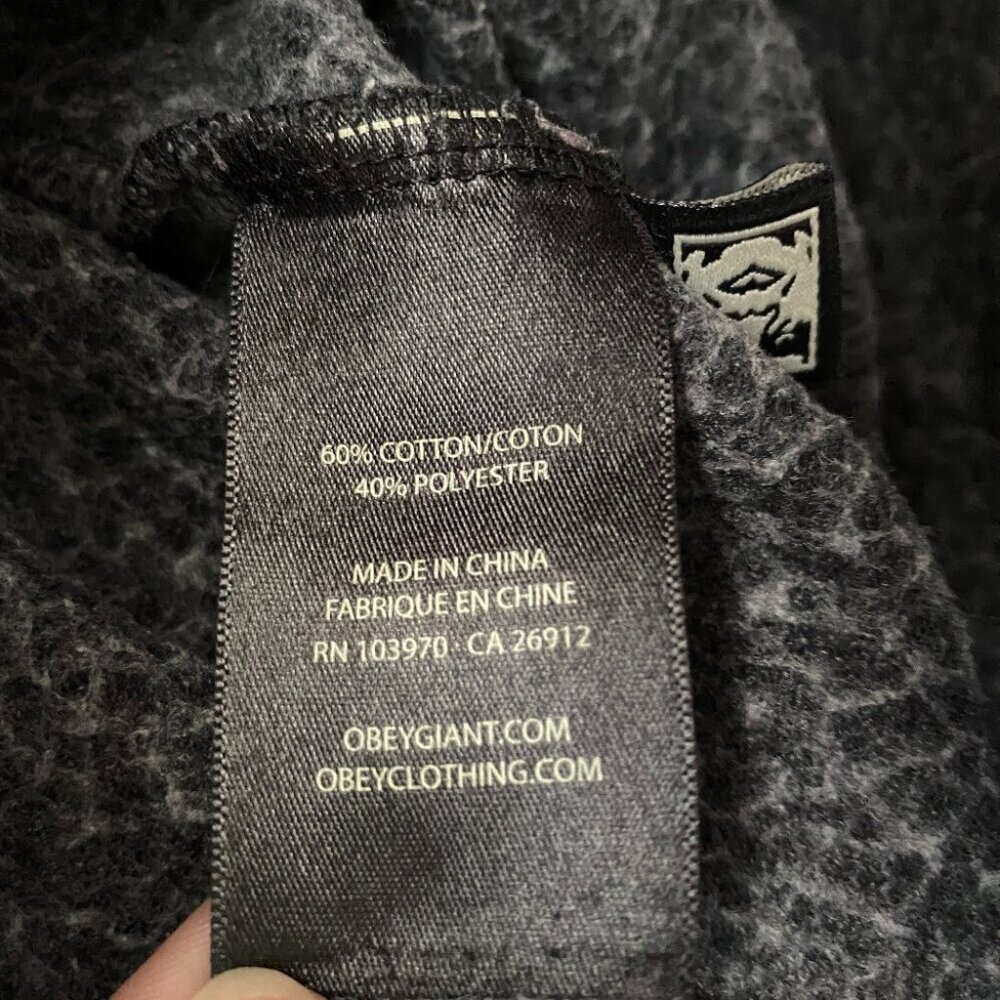 60% COTTON/COTON
40% POLYESTER
MADE IN CHINA
FABRIQUE EN CHINE
RN 103970 CA 26912
OBEYGIANT.COM
OBEYCLOTHING.COM